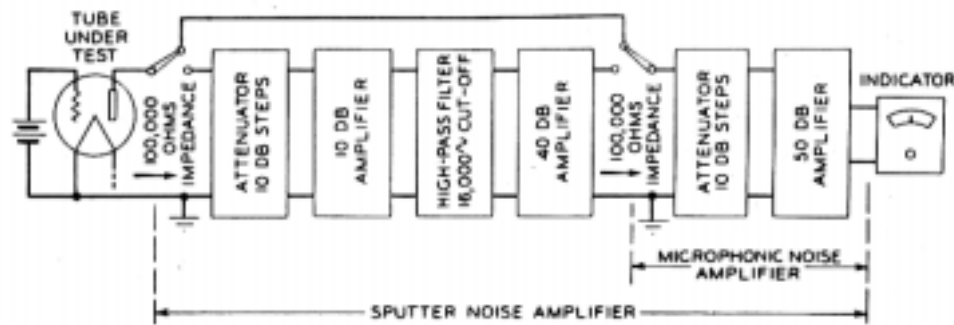 TUBE
UNDER
TEST
100,000
OHMS
IMPEDANCE
ATTENUATOR
10 DB STEPS
10 DB
AMPLIFIER
HIGH-PASS FILTER
16,000~ CUT-OFF
40 DB
AMPLIFIER
100,000
OHMS
IMPEDANCE
ATTENUATOR
10 DB STEPS
50 DB
AMPLIFIER
INDICATOR
MICROPHONIC NOISE
AMPLIFIER
SPUTTER NOISE AMPLIFIER